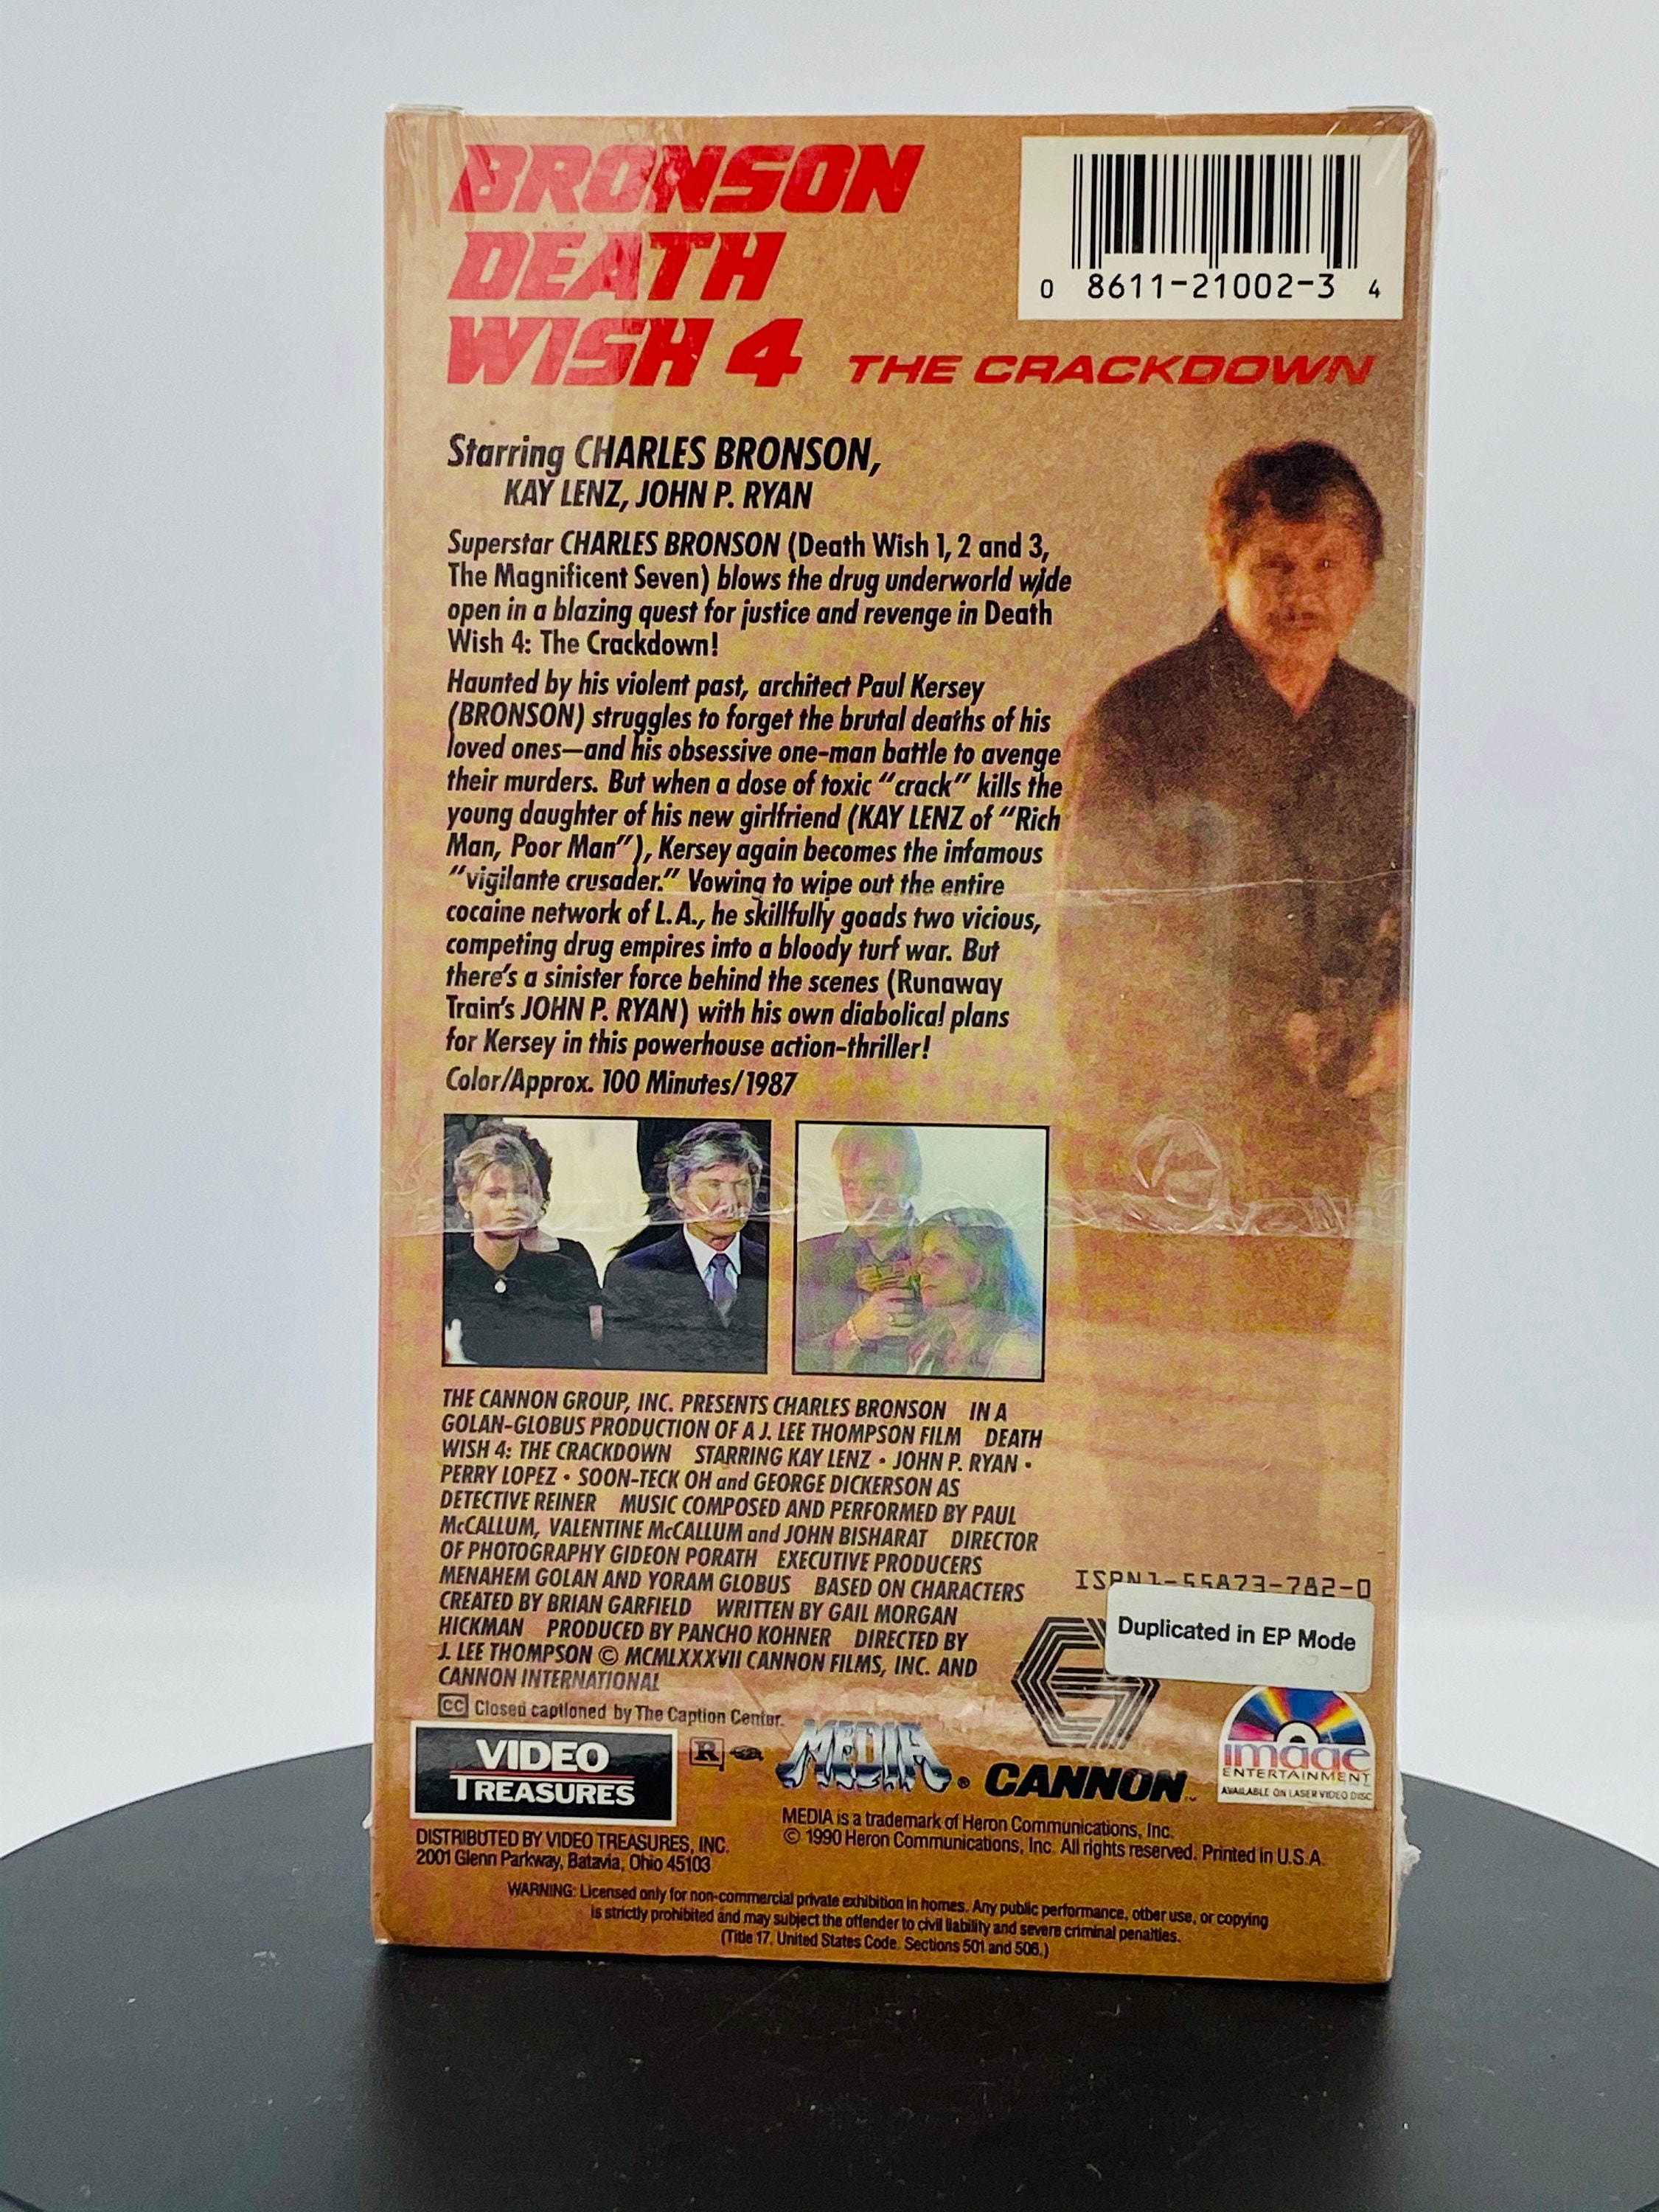 BRONSON
DEATH
WISH 4 THE CRACKDOWN
0 8611-21002-3 4
Starring CHARLES BRONSON,
KAY LENZ, JOHN P. RYAN
Superstar CHARLES BRONSON (Death Wish 1, 2 and 3,
The Magnificent Seven) blows the drug underworld wide
open in a blazing quest for justice and revenge in Death
Wish 4: The Crackdown!
Haunted by his violent past, architect Paul Kersey
(BRONSON) struggles to forget the brutal deaths of his
loved ones—and his obsessive one-man battle to avenge
their murders. But when a dose of toxic "crack" kills the
young daughter of his new girlfriend (KAY LENZ of "Rich
Man, Poor Man"), Kersey again becomes the infamous
"vigilante crusader." Vowing to wipe out the entire
cocaine network of L.A., he skillfully goads two vicious,
competing drug empires into a bloody turf war. But
there's a sinister force behind the scenes (Runaway
Train's JOHN P. RYAN) with his own diabolical plans
for Kersey in this powerhouse action-thriller!
Color/Approx. 100 Minutes/1987
THE CANNON GROUP, INC. PRESENTS CHARLES BRONSON IN A
GOLAN-GLOBUS PRODUCTION OF A J. LEE THOMPSON FILM DEATH
WISH 4: THE CRACKDOWN STARRING KAY LENZ • JOHN P. RYAN •
PERRY LOPEZ • SOON-TECK OH and GEORGE DICKERSON AS
DETECTIVE REINER MUSIC COMPOSED AND PERFORMED BY PAUL
McCALLUM, VALENTINE McCALLUM and JOHN BISHARAT DIRECTOR
OF PHOTOGRAPHY GIDEON PORATH EXECUTIVE PRODUCERS
MENAHEM GOLAN AND YORAM GLOBUS BASED ON CHARACTERS
CREATED BY BRIAN GARFIELD WRITTEN BY GAIL MORGAN
HICKMAN PRODUCED BY PANCHO KOHNER DIRECTED BY
J. LEE THOMPSON © MCMLXXXVII CANNON FILMS, INC. AND
CANNON INTERNATIONAL
CC Closed captioned by The Caption Center.
ISBN 1-55873-782-0
Duplicated in EP Mode
VIDEO
TREASURES
R
MEDIA®
CANNON™
image
ENTERTAINMENT
AVAILABLE ON LASER VIDEO DISC
DISTRIBUTED BY VIDEO TREASURES, INC.
2001 Glenn Parkway, Batavia, Ohio 45103
MEDIA is a trademark of Heron Communications, Inc.
© 1990 Heron Communications, Inc. All rights reserved. Printed in U.S.A.
WARNING: Licensed only for non-commercial private exhibition in homes. Any public performance, other use, or copying
is strictly prohibited and may subject the offender to civil liability and severe criminal penalties.
(Title 17, United States Code, Sections 501 and 506.)